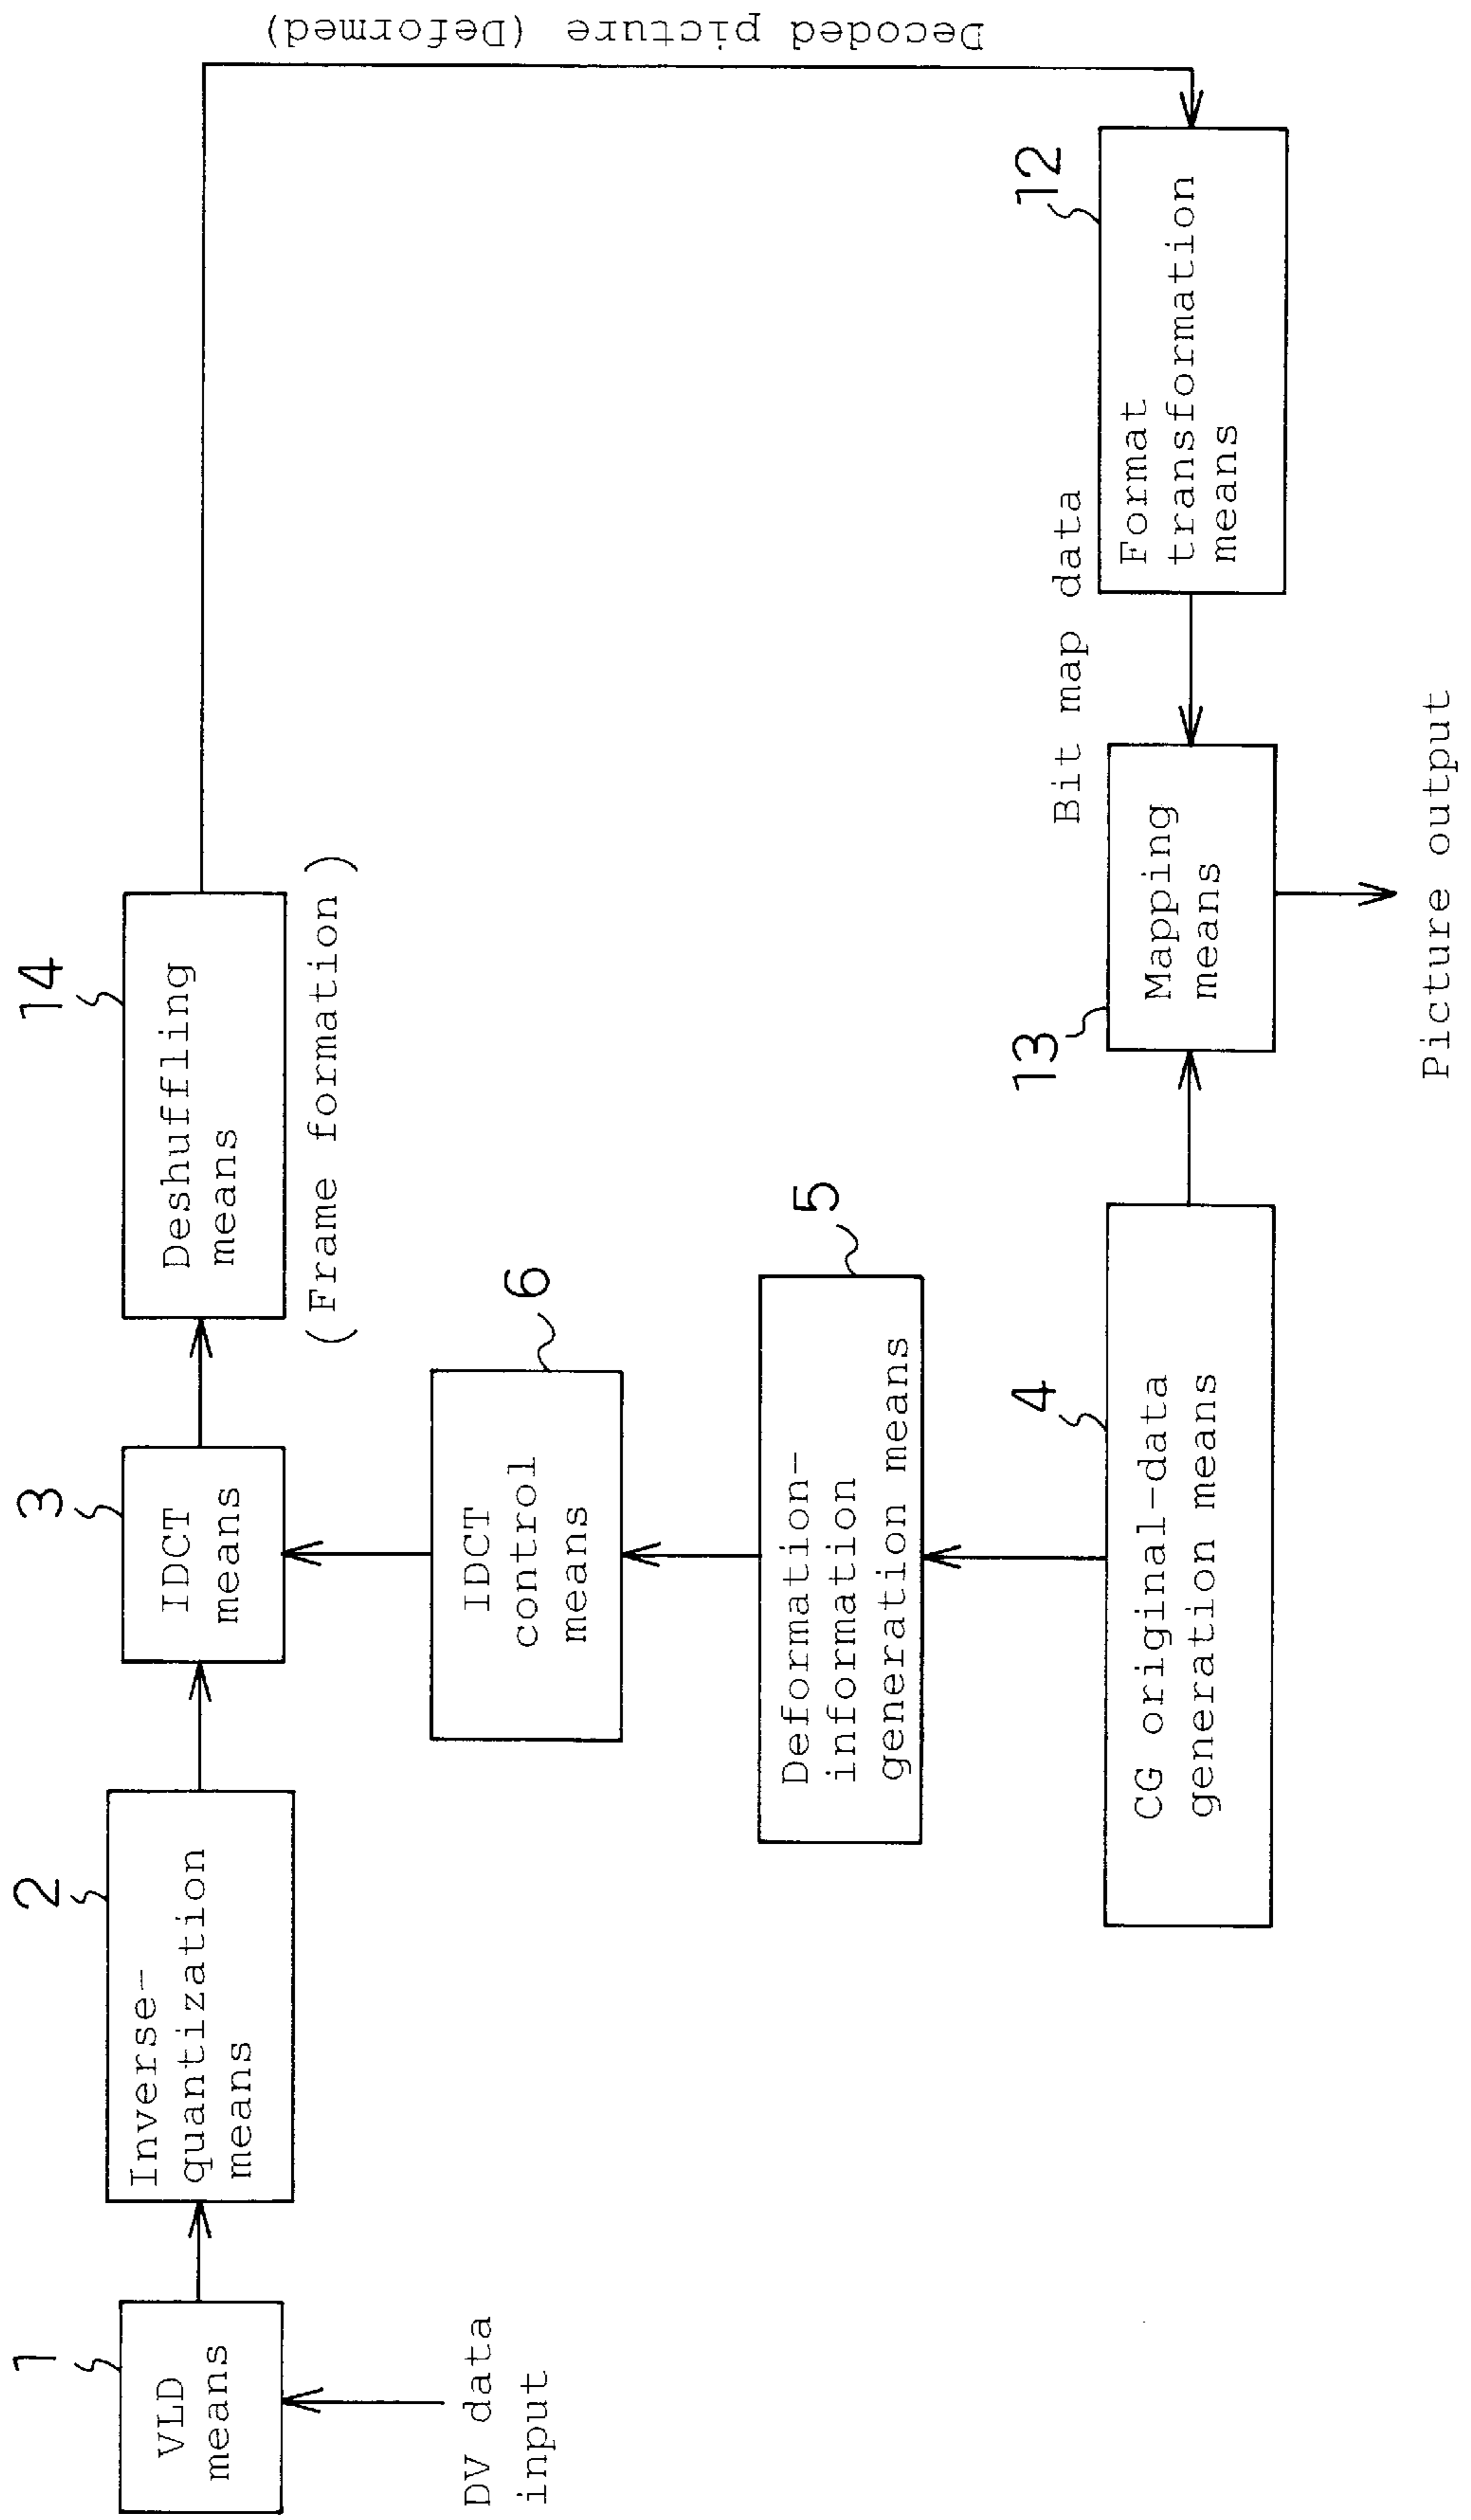 1
VLD
means
DV data
input
2
Inverse-
quantization
means
3
IDCT
means
14
Deshuffling
means
(Frame formation)
Decoded picture (Deformed)
6
IDCT
control
means
5
Deformation-
information
generation means
4
CG original-data
generation means
13
Mapping
means
Bit map data
12
Format
transformation
means
Picture output